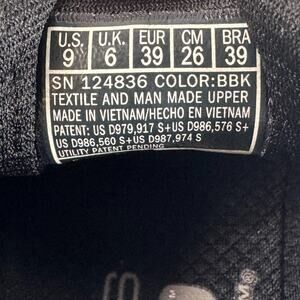 U.S. U.K. EUR CM BRA
9 6 39 26 39
SN 124836 COLOR:BBK
TEXTILE AND MAN MADE UPPER
MADE IN VIETNAM/HECHO EN VIETNAM
PATENT: US D979,917 S+US D986,576 S+
US D986,560 S+US D987,974 S
UTILITY PATENT PENDING